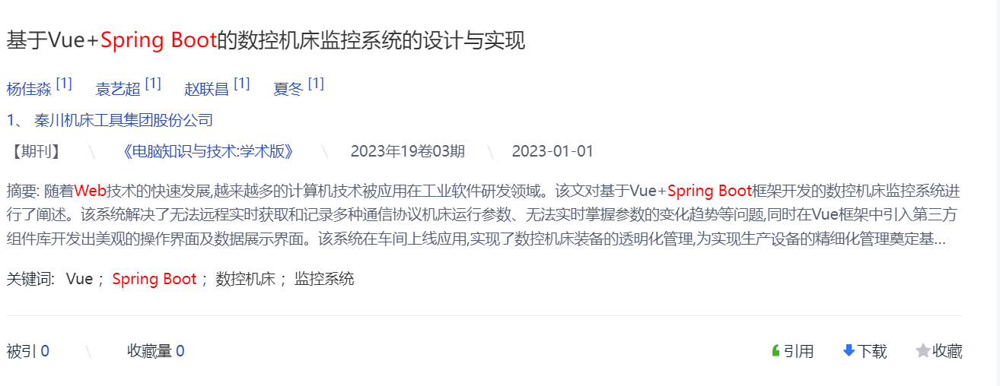 基于Vue+Spring Boot的数控机床监控系统的设计与实现
杨佳淼 [1] 袁艺超 [1] 赵联昌 [1] 夏冬 [1]
1、 秦川机床工具集团股份公司
【期刊】 \ 《电脑知识与技术:学术版》 \ 2023年19卷03期 \ 2023-01-01
摘要: 随着Web技术的快速发展,越来越多的计算机技术被应用在工业软件研发领域。该文对基于Vue+Spring Boot框架开发的数控机床监控系统进
行了阐述。该系统解决了无法远程实时获取和记录多种通信协议机床运行参数、无法实时掌握参数的变化趋势等问题,同时在Vue框架中引入第三方
组件库开发出美观的操作界面及数据展示界面。该系统在车间上线应用,实现了数控机床装备的透明化管理,为实现生产设备的精细化管理奠定基...
关键词: Vue ; Spring Boot ; 数控机床 ; 监控系统
被引 0 \ 收藏量 0 引用 下载 收藏